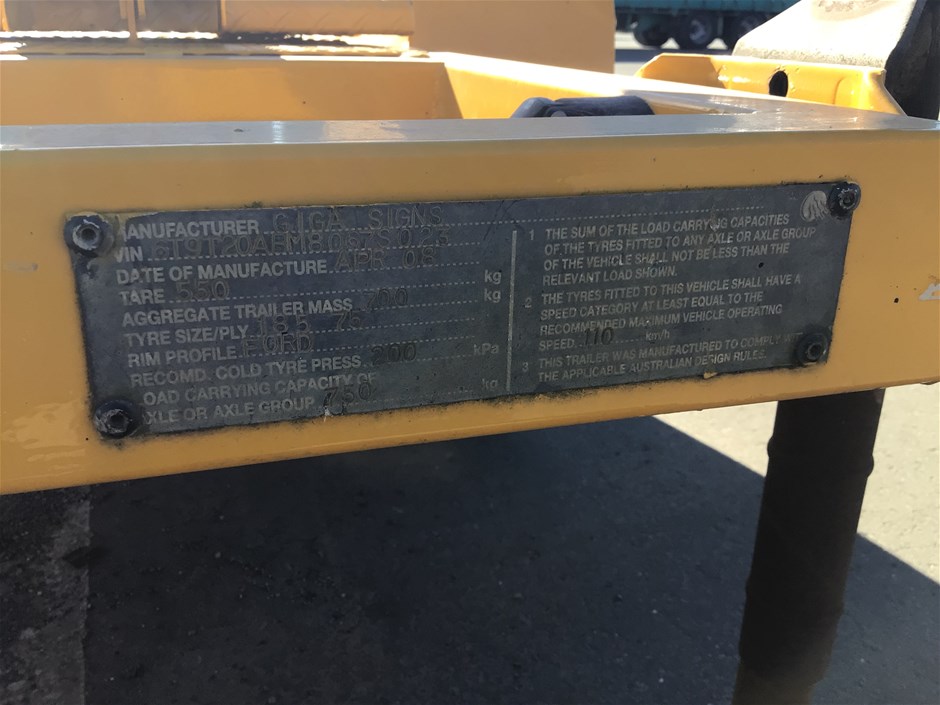 MANUFACTURER GIGA SIGNS
VIN
DATE OF MANUFACTURE APR 08
TARE 550 kg
AGGREGATE TRAILER MASS 700 kg
TYRE SIZE/PLY 185 75
RIM PROFILE FORD
RECOMD. COLD TYRE PRESS. 200 kPa
OAD CARRYING CAPACITY OF
XLE OR AXLE GROUP 750 kg
1 THE SUM OF THE LOAD CARRYING CAPACITIES
OF THE TYRES FITTED TO ANY AXLE OR AXLE GROUP
OF THE VEHICLE SHALL NOT BE LESS THAN THE
RELEVANT LOAD SHOWN.
2 THE TYRES FITTED TO THIS VEHICLE SHALL HAVE A
SPEED CATEGORY AT LEAST EQUAL TO THE
RECOMMENDED MAXIMUM VEHICLE OPERATING
SPEED. 110 km/h
3 THIS TRAILER WAS MANUFACTURED TO COMPLY WITH
THE APPLICABLE AUSTRALIAN DESIGN RULES.